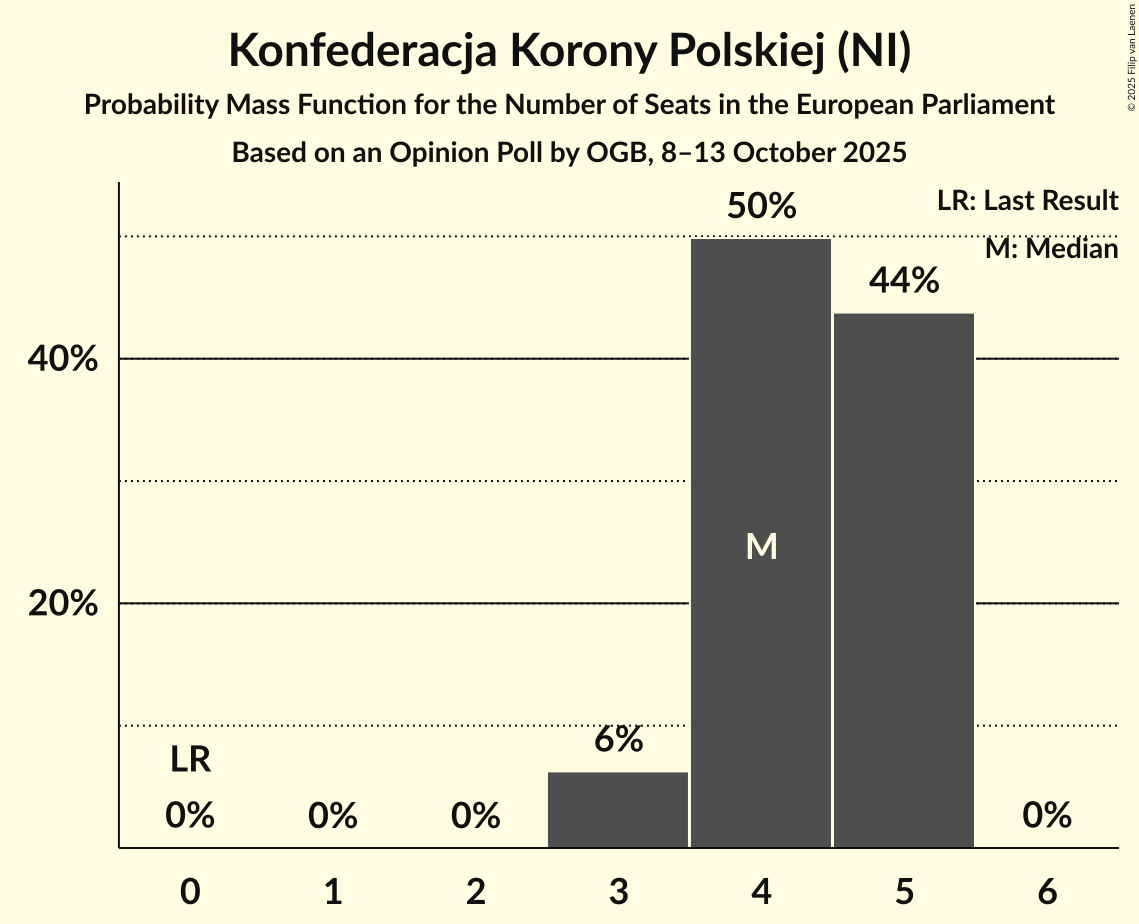 Konfederacja Korony Polskiej (NI)
Probability Mass Function for the Number of Seats in the European Parliament
Based on an Opinion Poll by OGB, 8–13 October 2025
© 2025 Filip van Laenen
LR: Last Result
M: Median
50%
44%
40%
M
20%
6%
LR
0%
0%
0%
0%
0
1
2
3
4
5
6